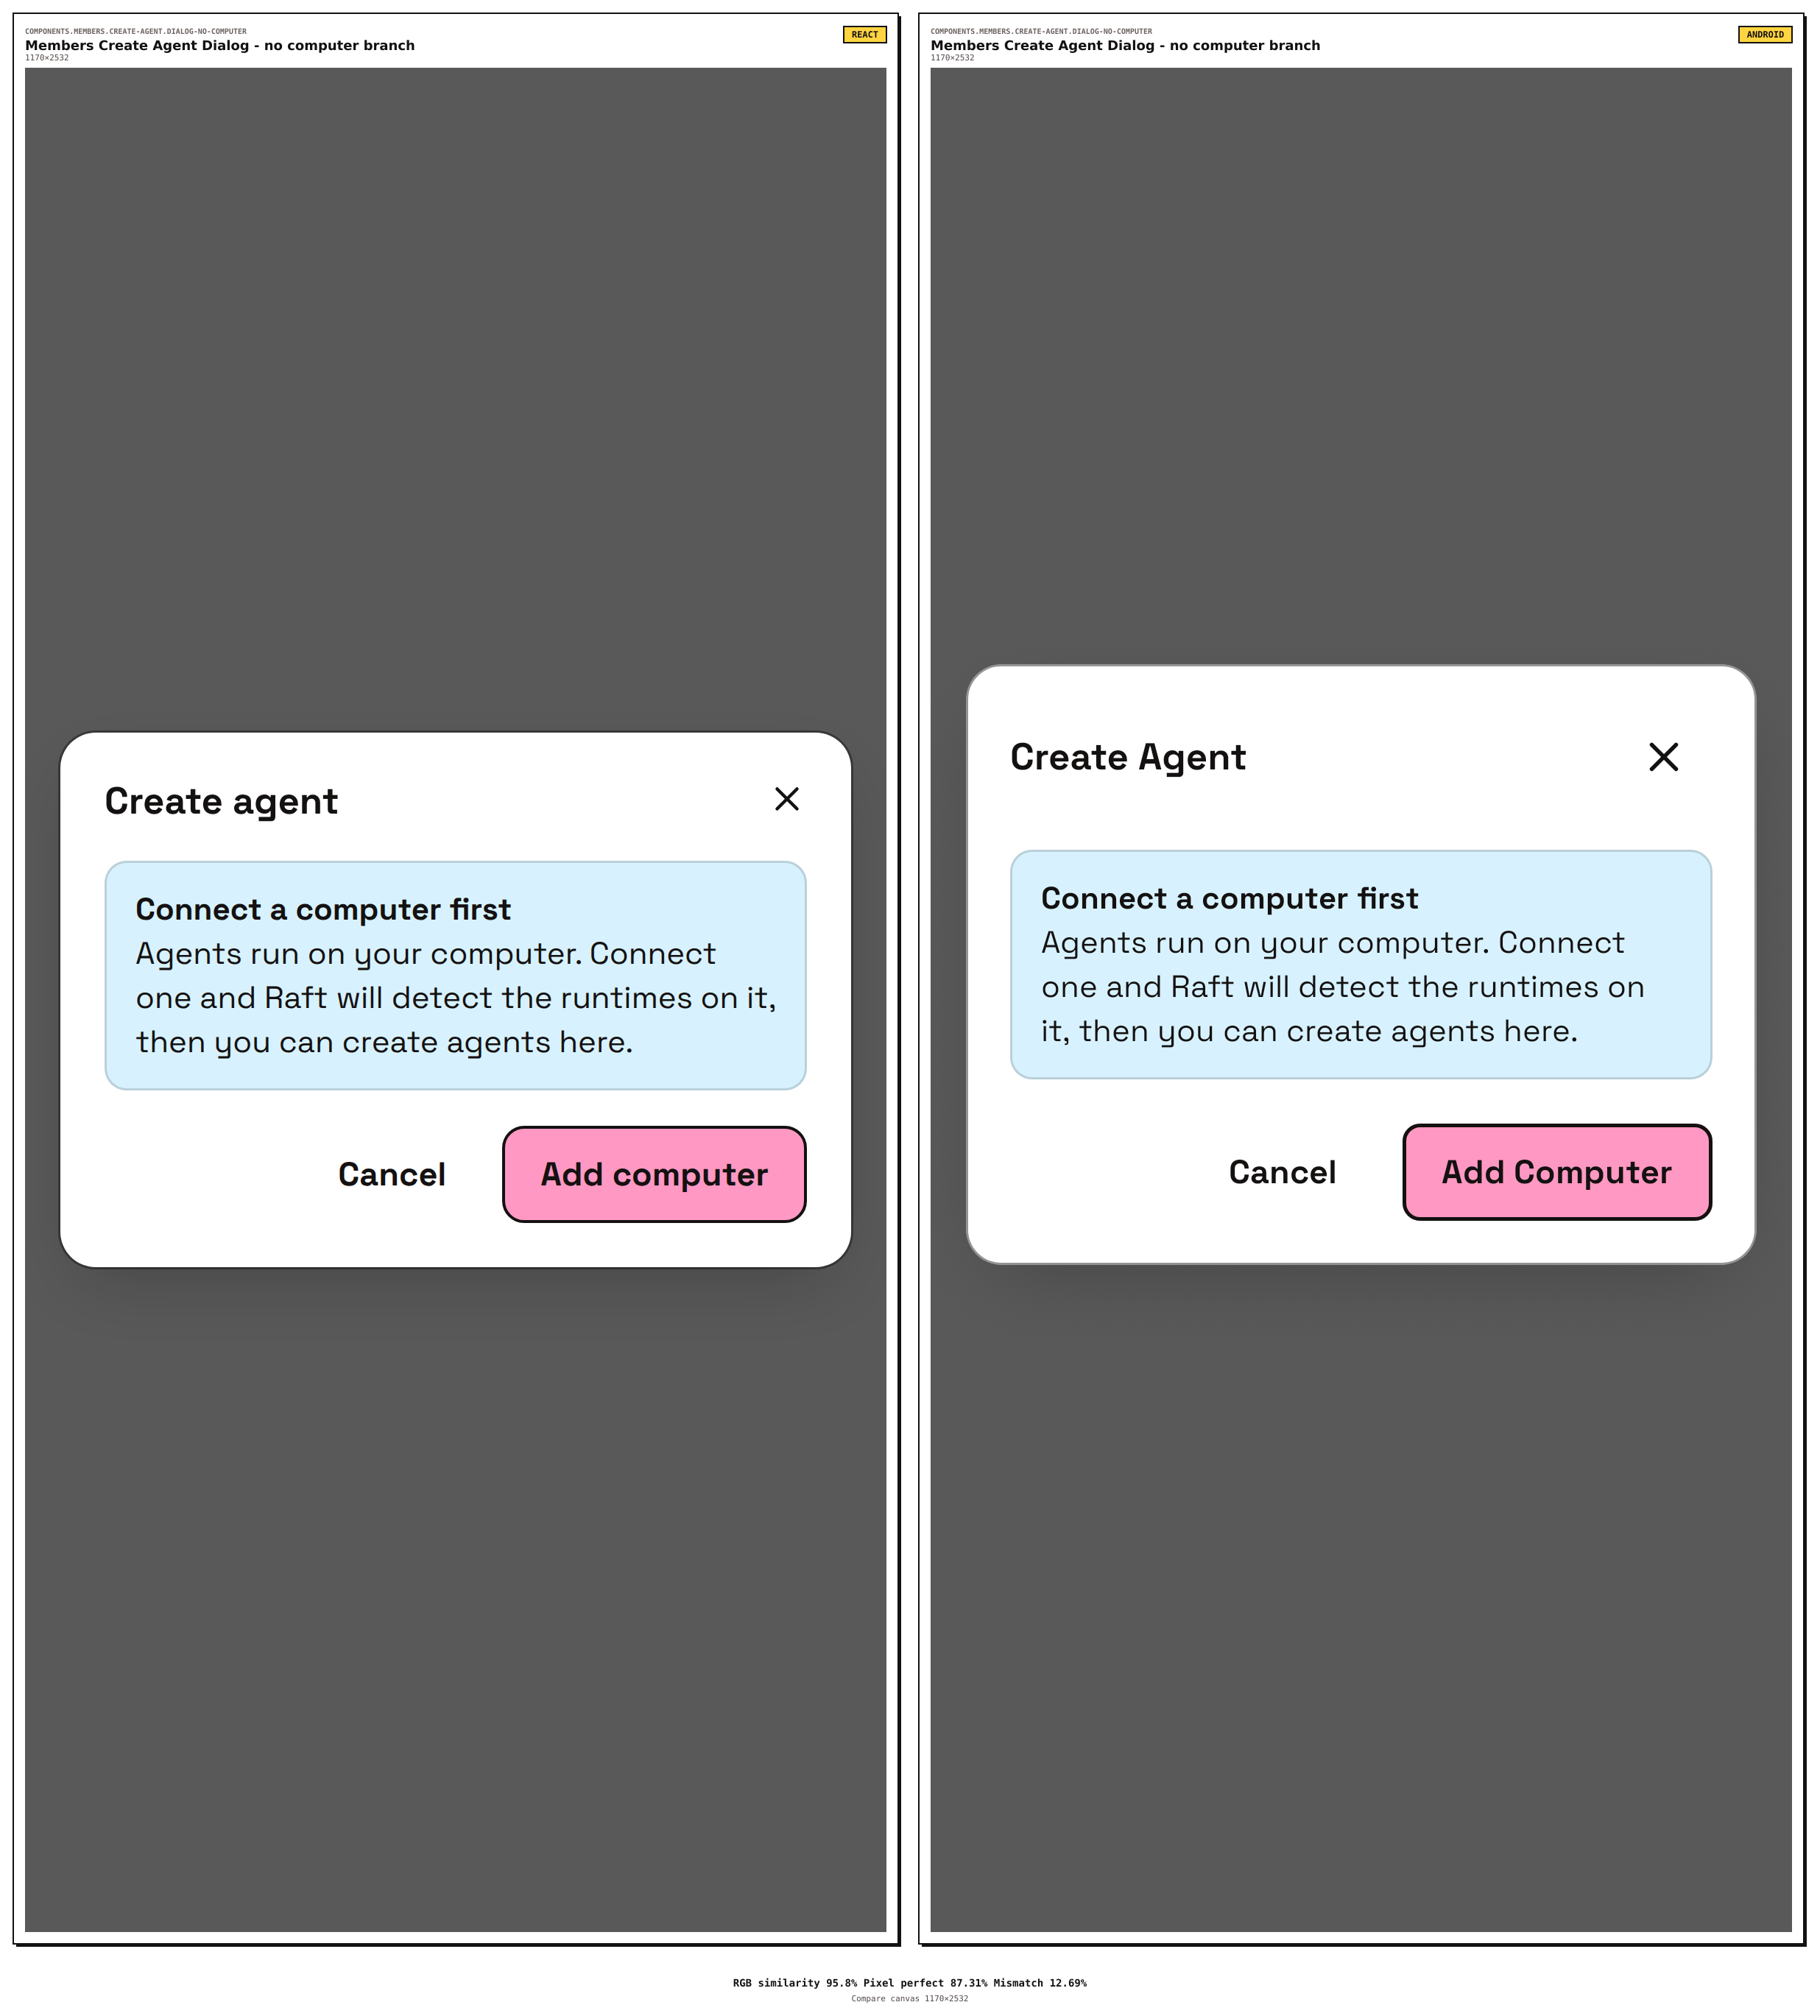 COMPONENTS.MEMBERS.CREATE-AGENT.DIALOG-NO-COMPUTER
Members Create Agent Dialog - no computer branch
1170×2532
REACT
Create agent
Connect a computer first
Agents run on your computer. Connect
one and Raft will detect the runtimes on it,
then you can create agents here.
Cancel
Add computer
COMPONENTS.MEMBERS.CREATE-AGENT.DIALOG-NO-COMPUTER
Members Create Agent Dialog - no computer branch
1170×2532
ANDROID
Create Agent
Connect a computer first
Agents run on your computer. Connect
one and Raft will detect the runtimes on
it, then you can create agents here.
Cancel
Add Computer
RGB similarity 95.8% Pixel perfect 87.31% Mismatch 12.69%
Compare canvas 1170×2532